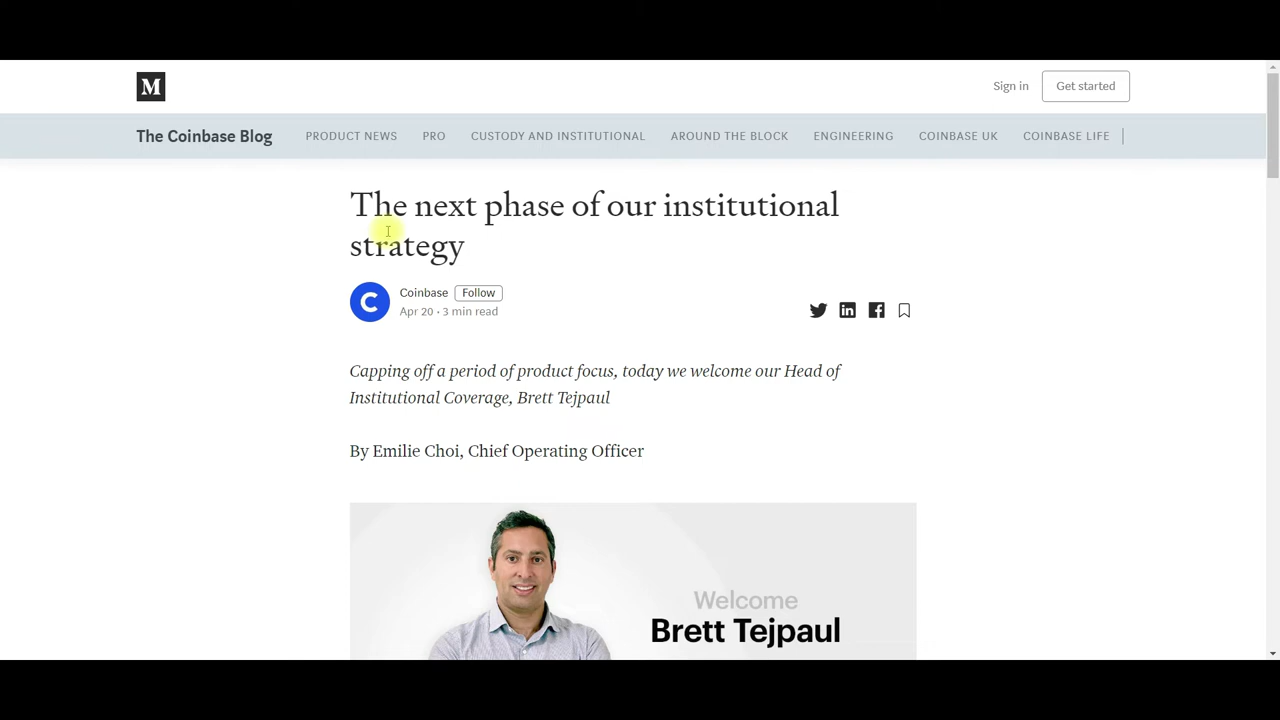 M
Sign in
Get started
The Coinbase Blog
PRODUCT NEWS
PRO
CUSTODY AND INSTITUTIONAL
AROUND THE BLOCK
ENGINEERING
COINBASE UK
COINBASE LIFE
The next phase of our institutional
strategy
Coinbase
Follow
Apr 20 · 3 min read
Capping off a period of product focus, today we welcome our Head of
Institutional Coverage, Brett Tejpaul
By Emilie Choi, Chief Operating Officer
Welcome
Brett Tejpaul